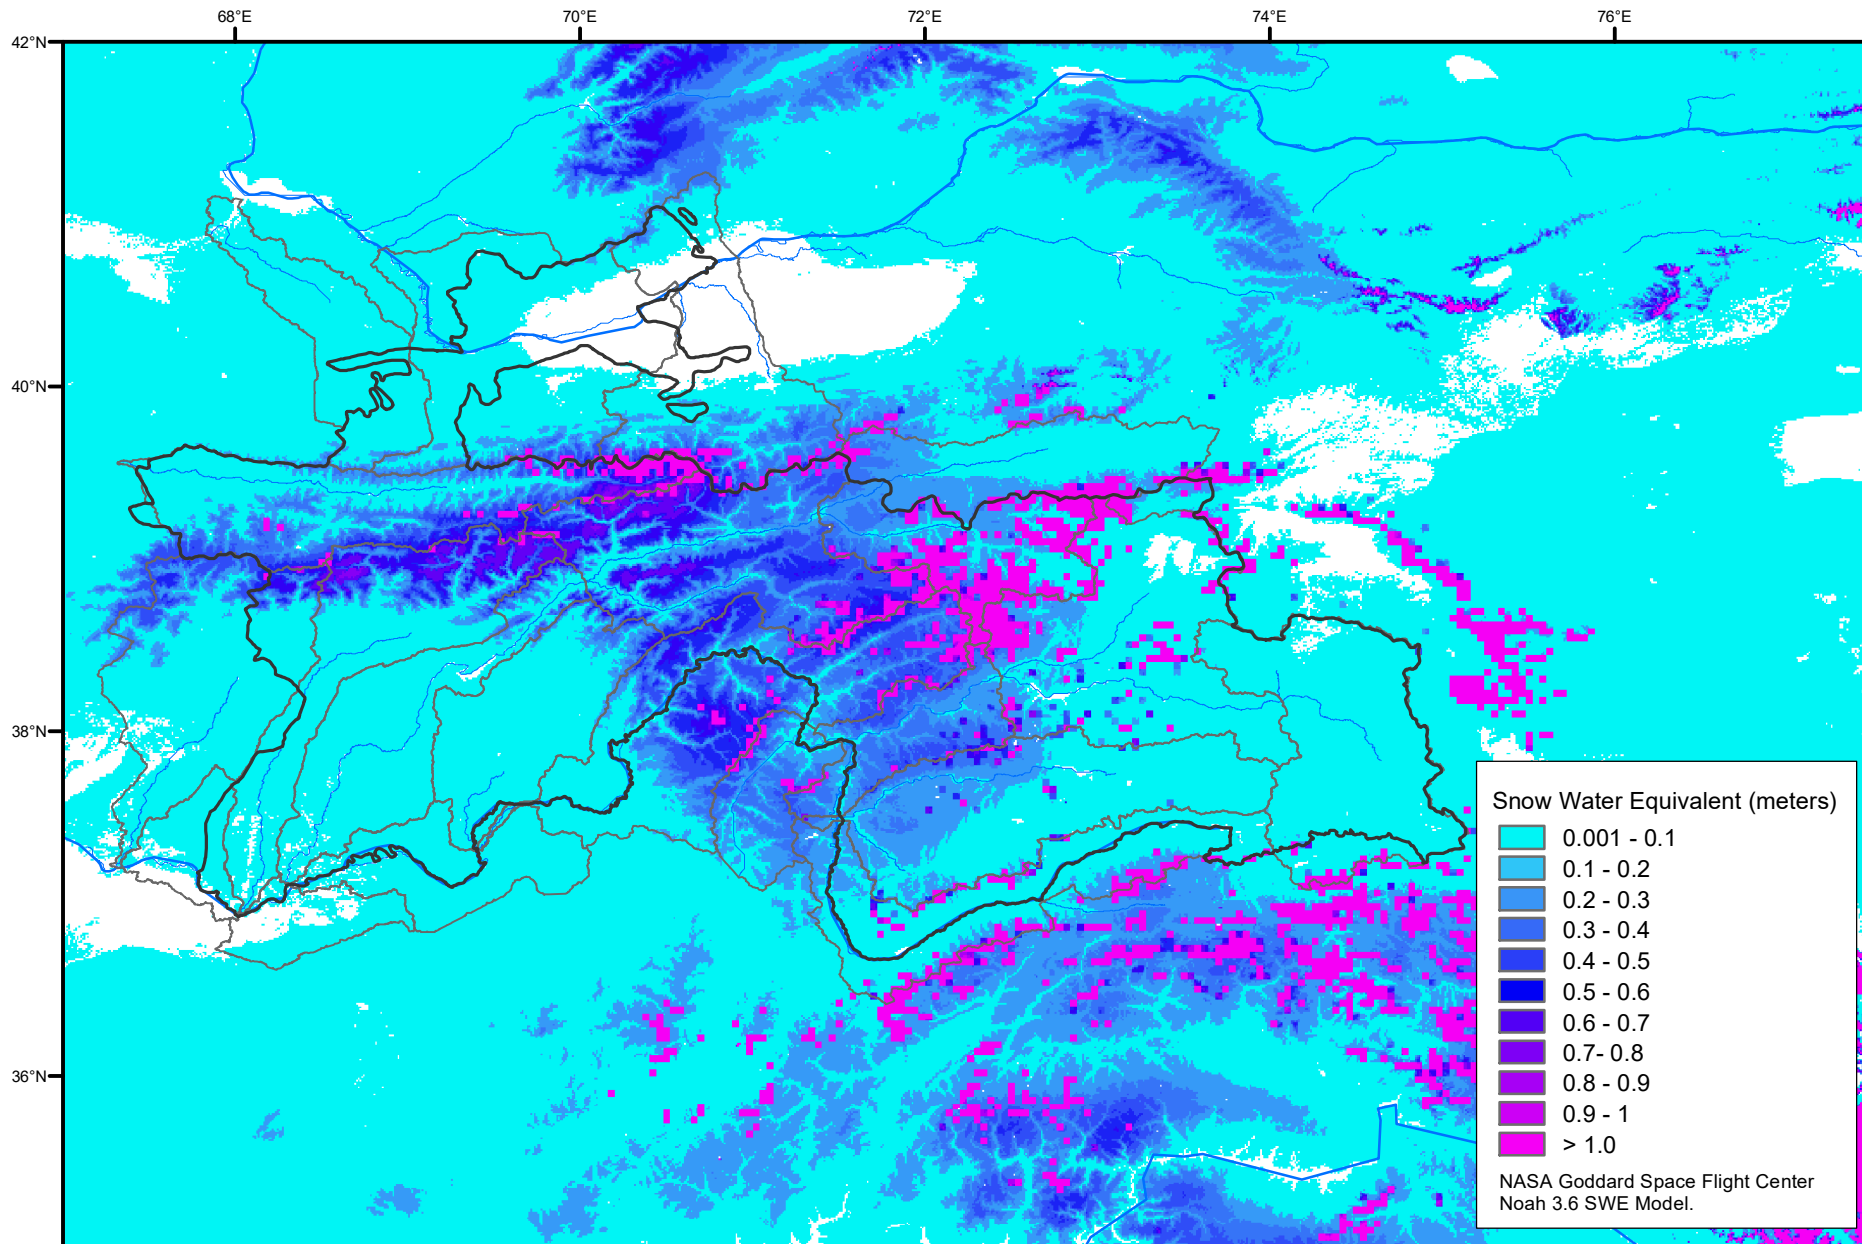 68°E 70°E 72°E 74°E 76°E
42°N
40°N
38°N
36°N
Snow Water Equivalent (meters)
0.001 - 0.1
0.1 - 0.2
0.2 - 0.3
0.3 - 0.4
0.4 - 0.5
0.5 - 0.6
0.6 - 0.7
0.7- 0.8
0.8 - 0.9
0.9 - 1
> 1.0
NASA Goddard Space Flight Center
Noah 3.6 SWE Model.